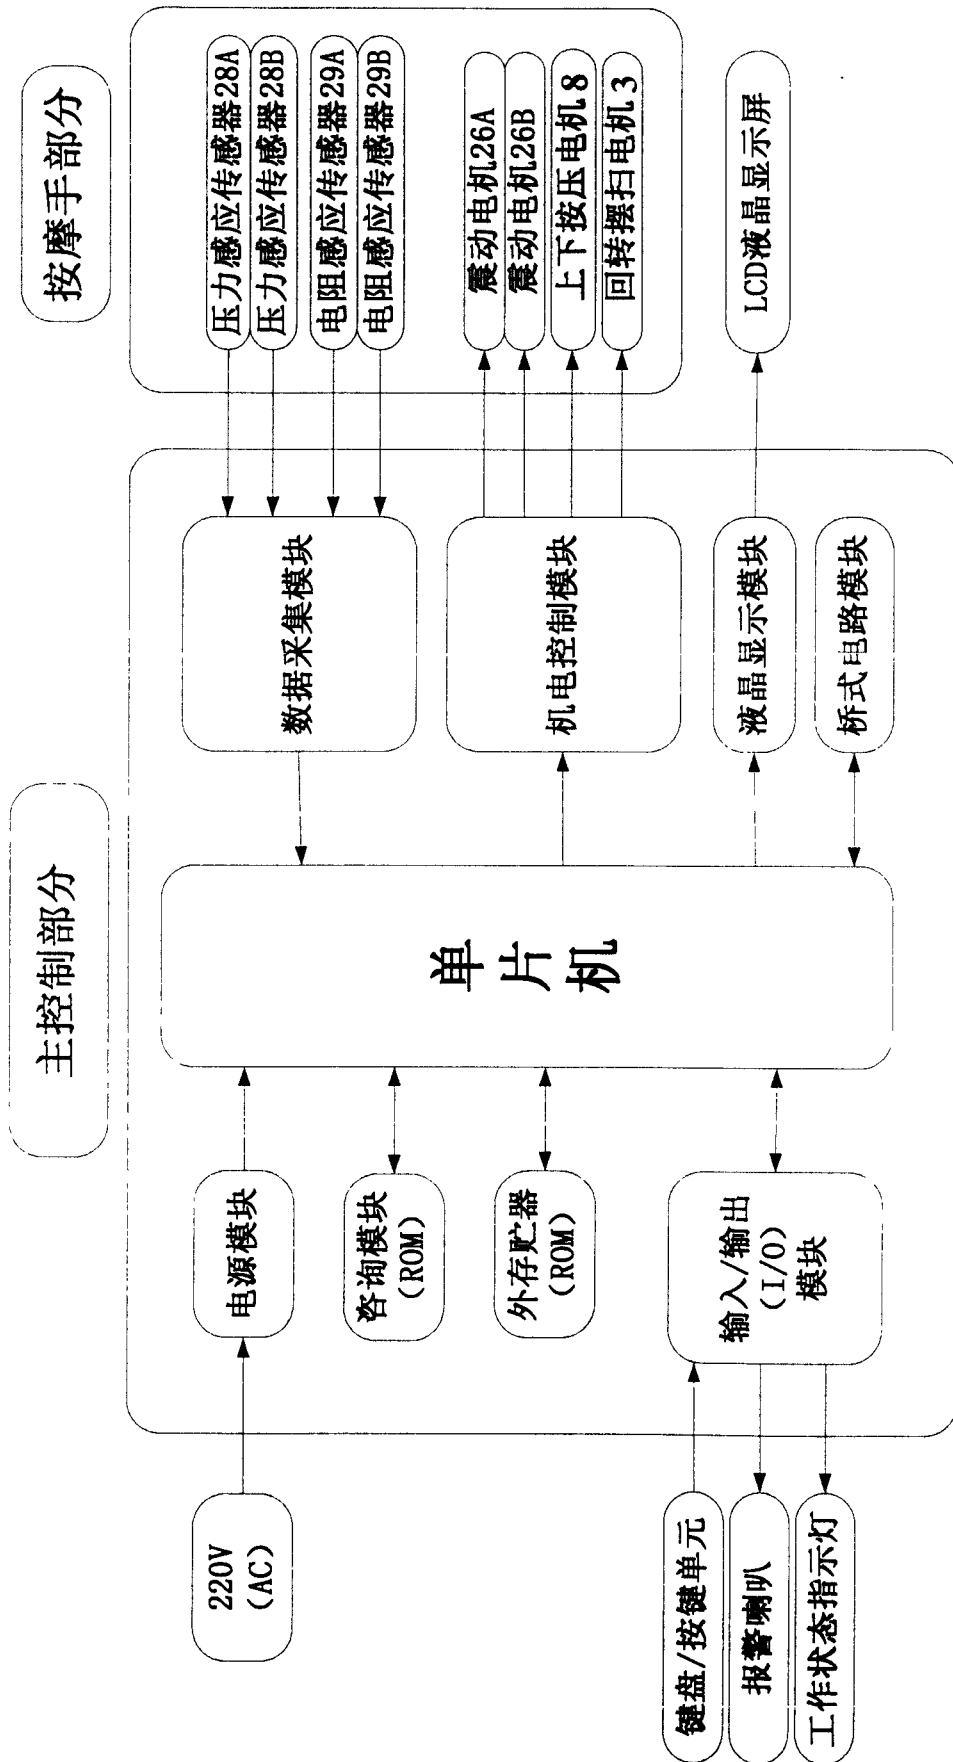 主控制部分
按摩手部分
220V
(AC)
电源模块
咨询模块
(ROM)
外存贮器
(ROM)
输入/输出
(I/O)
模块
键盘/按键单元
报警喇叭
工作状态指示灯
单片机
数据采集模块
机电控制模块
液晶显示模块
桥式电路模块
压力感应传感器28A
压力感应传感器28B
电阻感应传感器29A
电阻感应传感器29B
震动电机26A
震动电机26B
上下按压电机8
回转摆扫电机3
LCD液晶显示屏